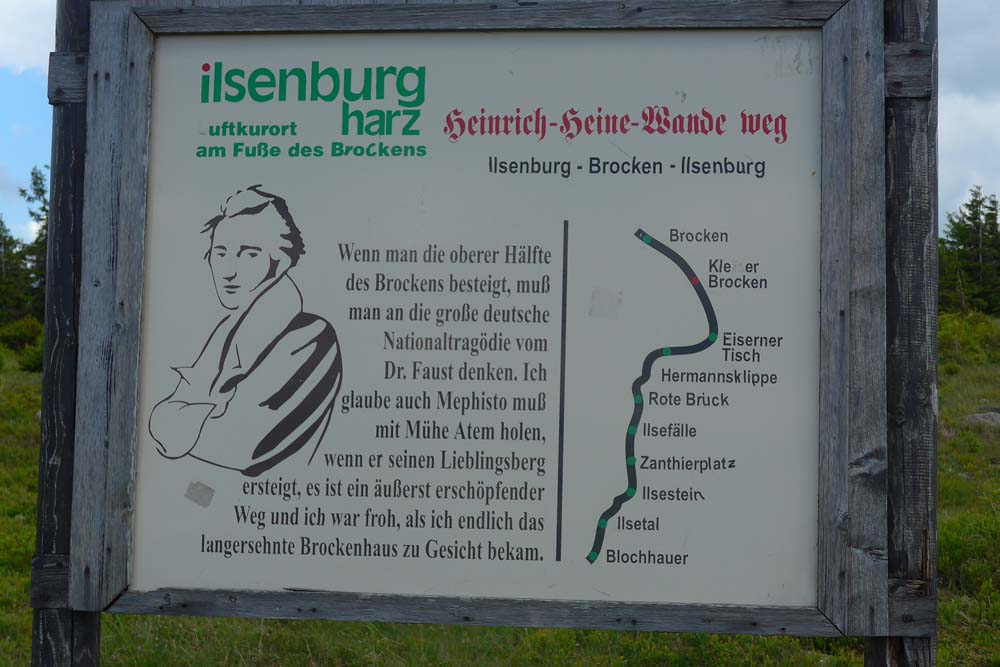 ilsenburg
harz
uftkurort
am Fuße des Brockens
Heinrich-Heine-Wande weg
Ilsenburg - Brocken - Ilsenburg
Wenn man die oberer Hälfte
des Brockens besteigt, muß
man an die große deutsche
Nationaltragödie vom
Dr. Faust denken. Ich
glaube auch Mephisto muß
mit Mühe Atem holen,
wenn er seinen Lieblingsberg
ersteigt, es ist ein äußerst erschöpfender
Weg und ich war froh, als ich endlich das
langersehnte Brockenhaus zu Gesicht bekam.
Brocken
Kleiner
Brocken
Eiserner
Tisch
Hermannsklippe
Rote Brück
Ilsefälle
Zanthierplatz
Ilsestein
Ilsetal
Blochhauer